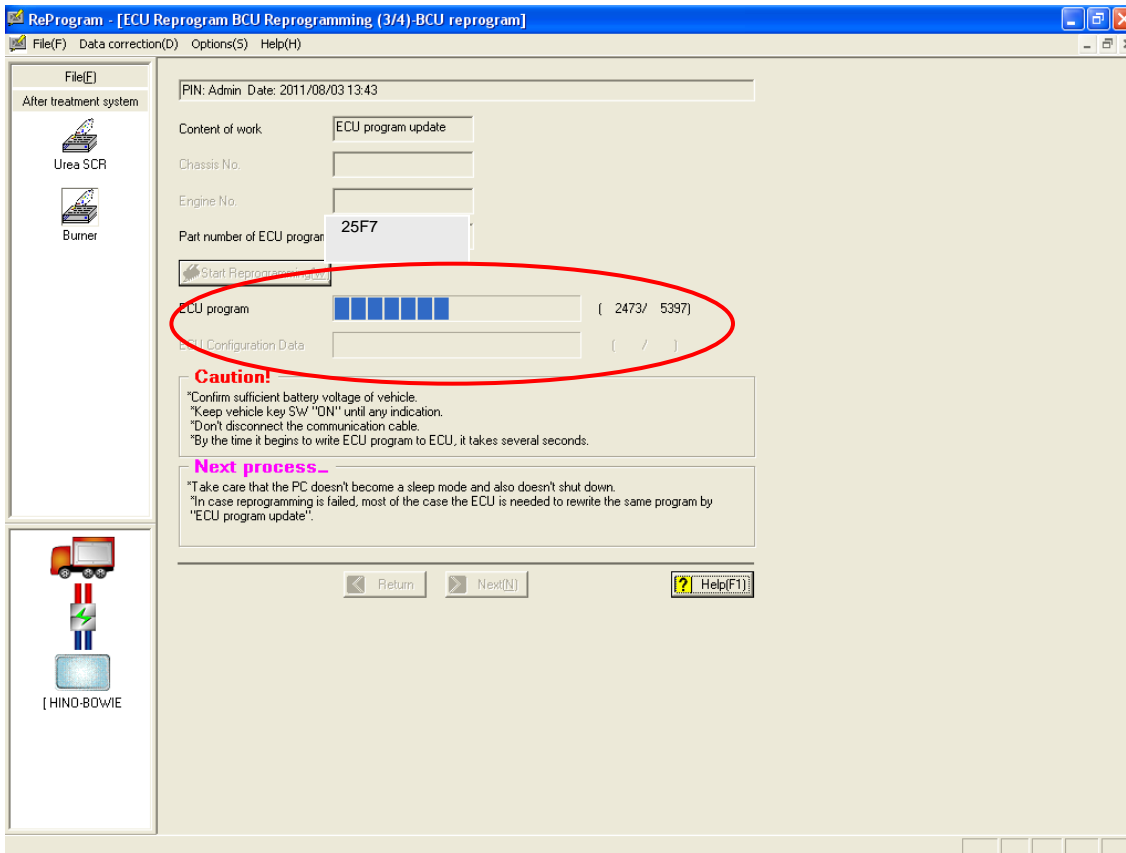 ReProgram - [ECU Reprogram BCU Reprogramming (3/4)-BCU reprogram]
File(F) Data correction(D) Options(S) Help(H)
File(F)
After treatment system
Urea SCR
Burner
[ HINO-BOWIE
PIN: Admin Date: 2011/08/03 13:43
Content of work ECU program update
Chassis No.
Engine No.
Part number of ECU program 25F7
Start Reprogramming(W)
ECU program ( 2473/ 5397)
ECU Configuration Data ( / )
Caution!
*Confirm sufficient battery voltage of vehicle.
*Keep vehicle key SW "ON" until any indication.
*Don't disconnect the communication cable.
*By the time it begins to write ECU program to ECU, it takes several seconds.
Next process...
*Take care that the PC doesn't become a sleep mode and also doesn't shut down.
*In case reprogramming is failed, most of the case the ECU is needed to rewrite the same program by
"ECU program update".
Return Next(N) Help(F1)